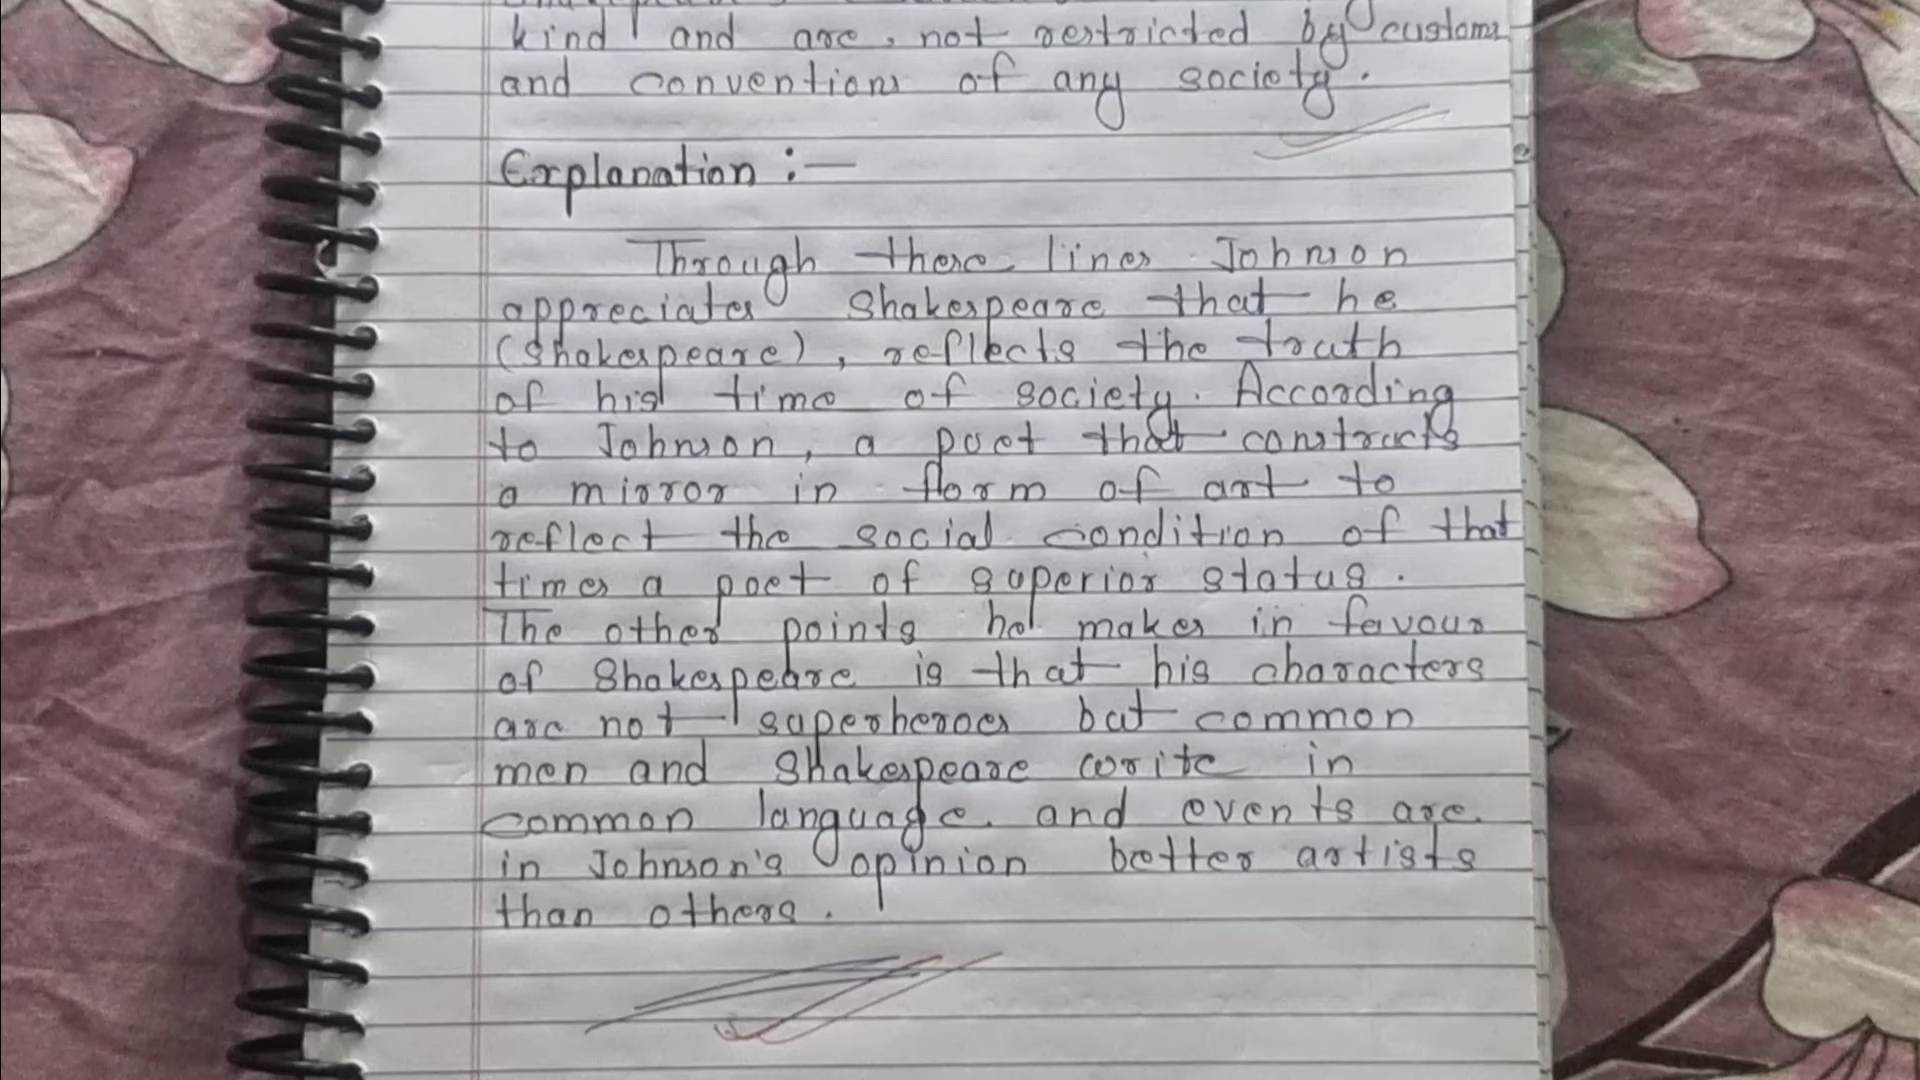 kind and are not restricted by customs
and conventions of any society.
Explanation :—
Through these lines Johnson
appreciates Shakespeare that he
(Shakespeare), reflects the truth
of his time of society. According
to Johnson, a poet that constructs
a mirror in form of art to
reflect the social condition of that
times a poet of superior status.
The other points he makes in favour
of Shakespeare is that his characters
are not superheroes but common
men and Shakespeare write in
common language and events are
in Johnson's opinion better artists
than others.